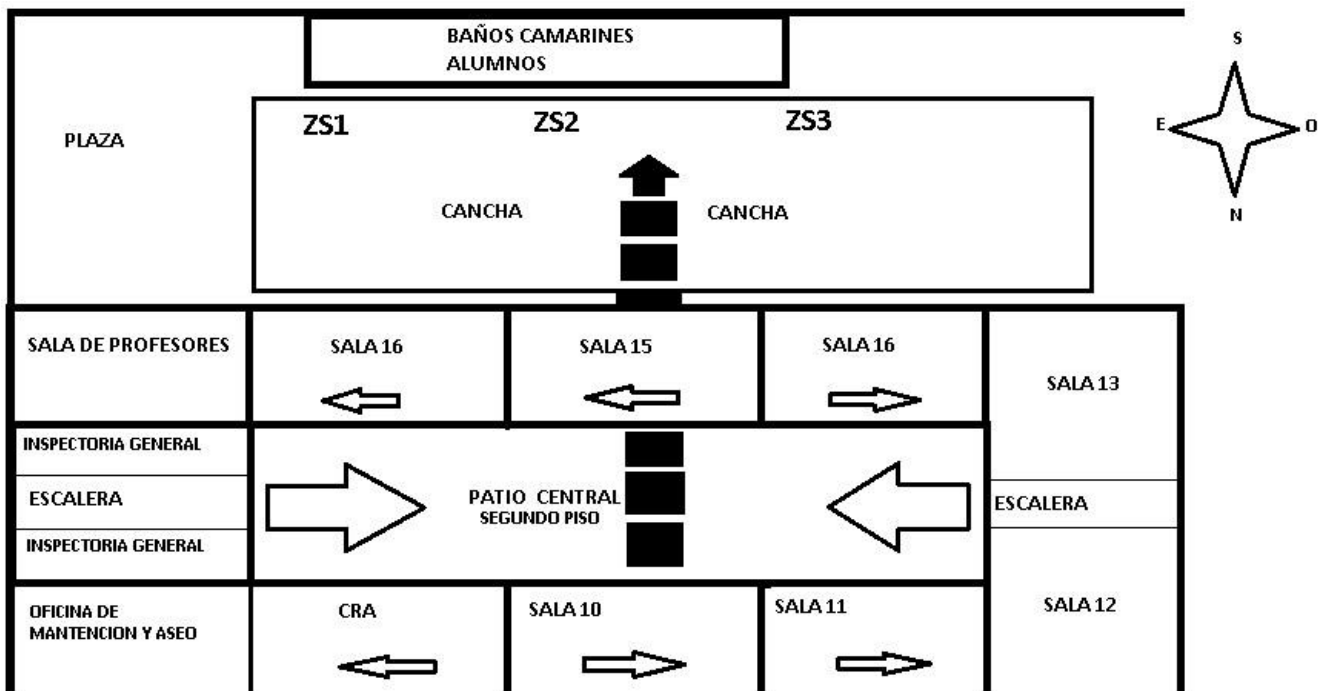 BAÑOS CAMARINES
ALUMNOS
S
E
O
N
PLAZA
ZS1
ZS2
ZS3
CANCHA
CANCHA
SALA DE PROFESORES
SALA 16
SALA 15
SALA 16
SALA 13
INSPECTORIA GENERAL
ESCALERA
INSPECTORIA GENERAL
PATIO CENTRAL
SEGUNDO PISO
ESCALERA
OFICINA DE
MANTENCION Y ASEO
CRA
SALA 10
SALA 11
SALA 12